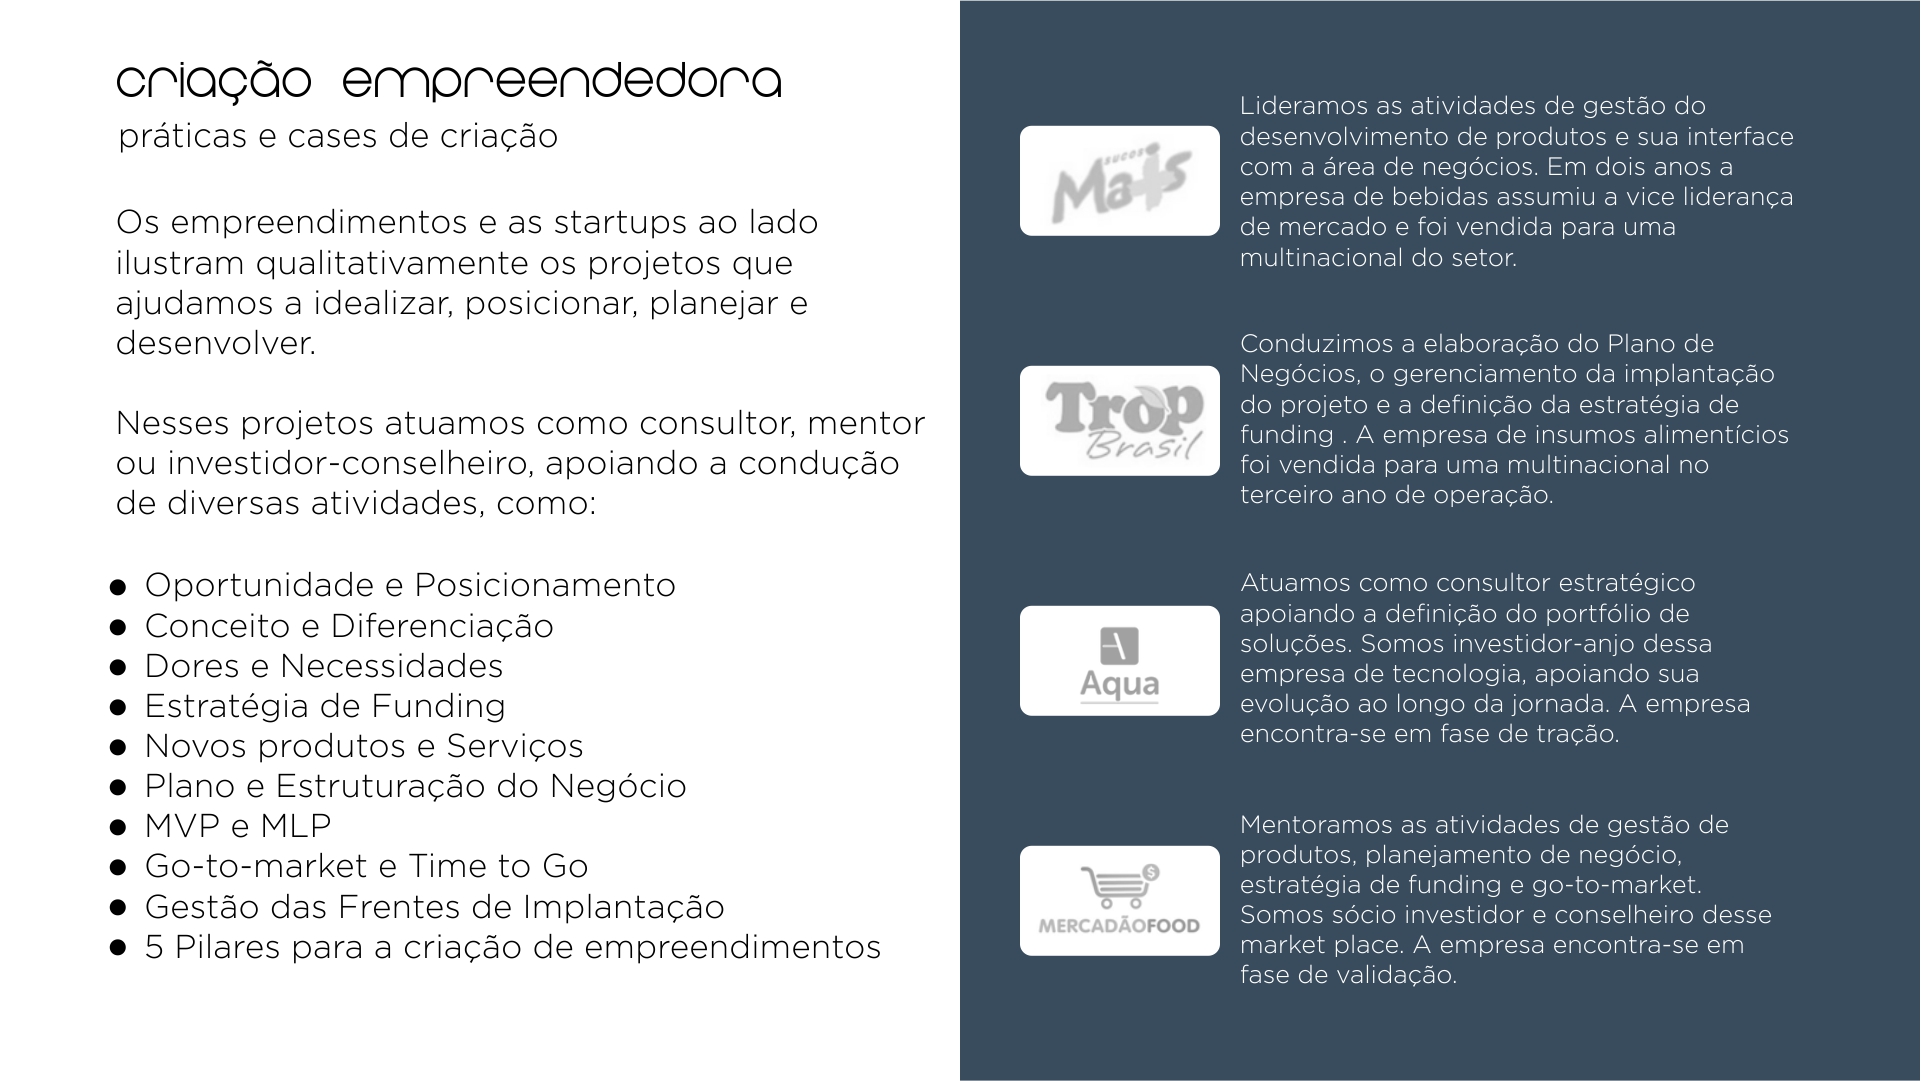 criação empreendedora
práticas e cases de criação
Os empreendimentos e as startups ao lado
ilustram qualitativamente os projetos que
ajudamos a idealizar, posicionar, planejar e
desenvolver.
Nesses projetos atuamos como consultor, mentor
ou investidor-conselheiro, apoiando a condução
de diversas atividades, como:
● Oportunidade e Posicionamento
● Conceito e Diferenciação
● Dores e Necessidades
● Estratégia de Funding
● Novos produtos e Serviços
● Plano e Estruturação do Negócio
● MVP e MLP
● Go-to-market e Time to Go
● Gestão das Frentes de Implantação
● 5 Pilares para a criação de empreendimentos
sucos
Mais
Lideramos as atividades de gestão do
desenvolvimento de produtos e sua interface
com a área de negócios. Em dois anos a
empresa de bebidas assumiu a vice liderança
de mercado e foi vendida para uma
multinacional do setor.
Trop
Brasil
Conduzimos a elaboração do Plano de
Negócios, o gerenciamento da implantação
do projeto e a definição da estratégia de
funding . A empresa de insumos alimentícios
foi vendida para uma multinacional no
terceiro ano de operação.
Aqua
Atuamos como consultor estratégico
apoiando a definição do portfólio de
soluções. Somos investidor-anjo dessa
empresa de tecnologia, apoiando sua
evolução ao longo da jornada. A empresa
encontra-se em fase de tração.
$
MERCADÃOFOOD
Mentoramos as atividades de gestão de
produtos, planejamento de negócio,
estratégia de funding e go-to-market.
Somos sócio investidor e conselheiro desse
market place. A empresa encontra-se em
fase de validação.